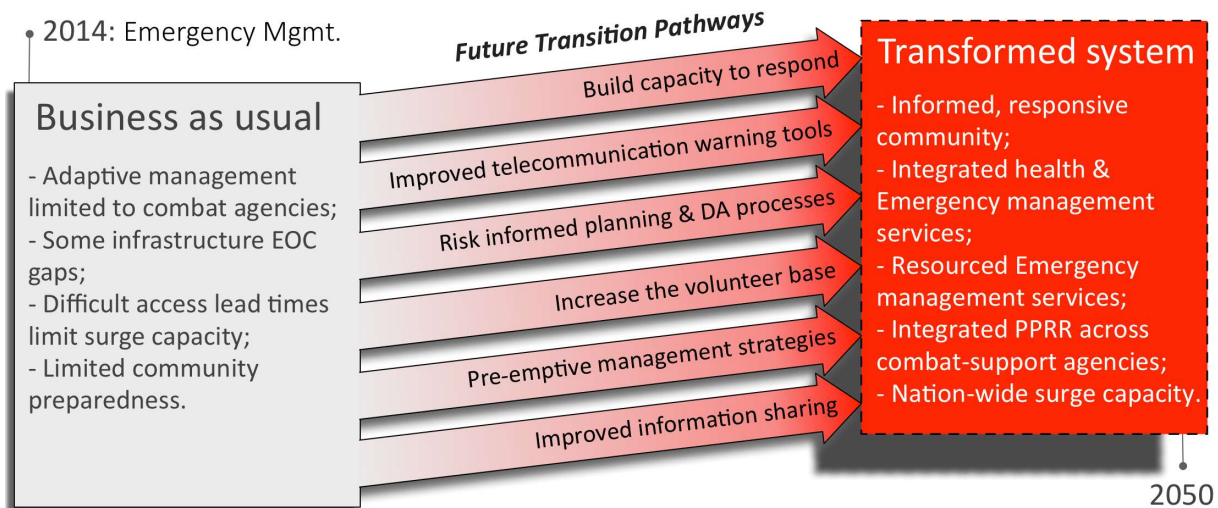 2014: Emergency Mgmt.
Business as usual
- Adaptive management
limited to combat agencies;
- Some infrastructure EOC
gaps;
- Difficult access lead times
limit surge capacity;
- Limited community
preparedness.
Future Transition Pathways
Build capacity to respond
Improved telecommunication warning tools
Risk informed planning & DA processes
Increase the volunteer base
Pre-emptive management strategies
Improved information sharing
Transformed system
- Informed, responsive
community;
- Integrated health &
Emergency management
services;
- Resourced Emergency
management services;
- Integrated PPRR across
combat-support agencies;
- Nation-wide surge capacity.
2050